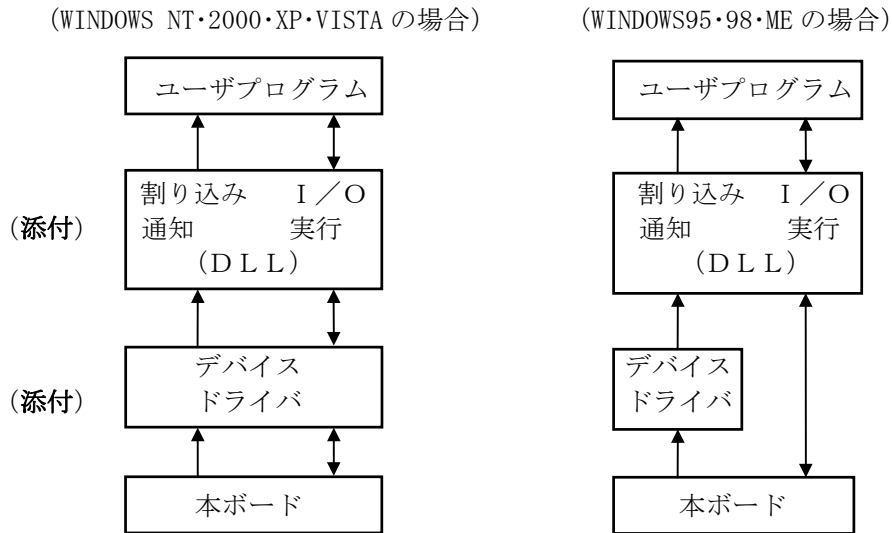 (WINDOWS NT・2000・XP・VISTA の場合)
ユーザプログラム
割り込み Ｉ／Ｏ
(添付) 通知 実行
(ＤＬＬ)
デバイス
(添付) ドライバ
本ボード
(WINDOWS95・98・ME の場合)
ユーザプログラム
割り込み Ｉ／Ｏ
通知 実行
(ＤＬＬ)
デバイス
ドライバ
本ボード